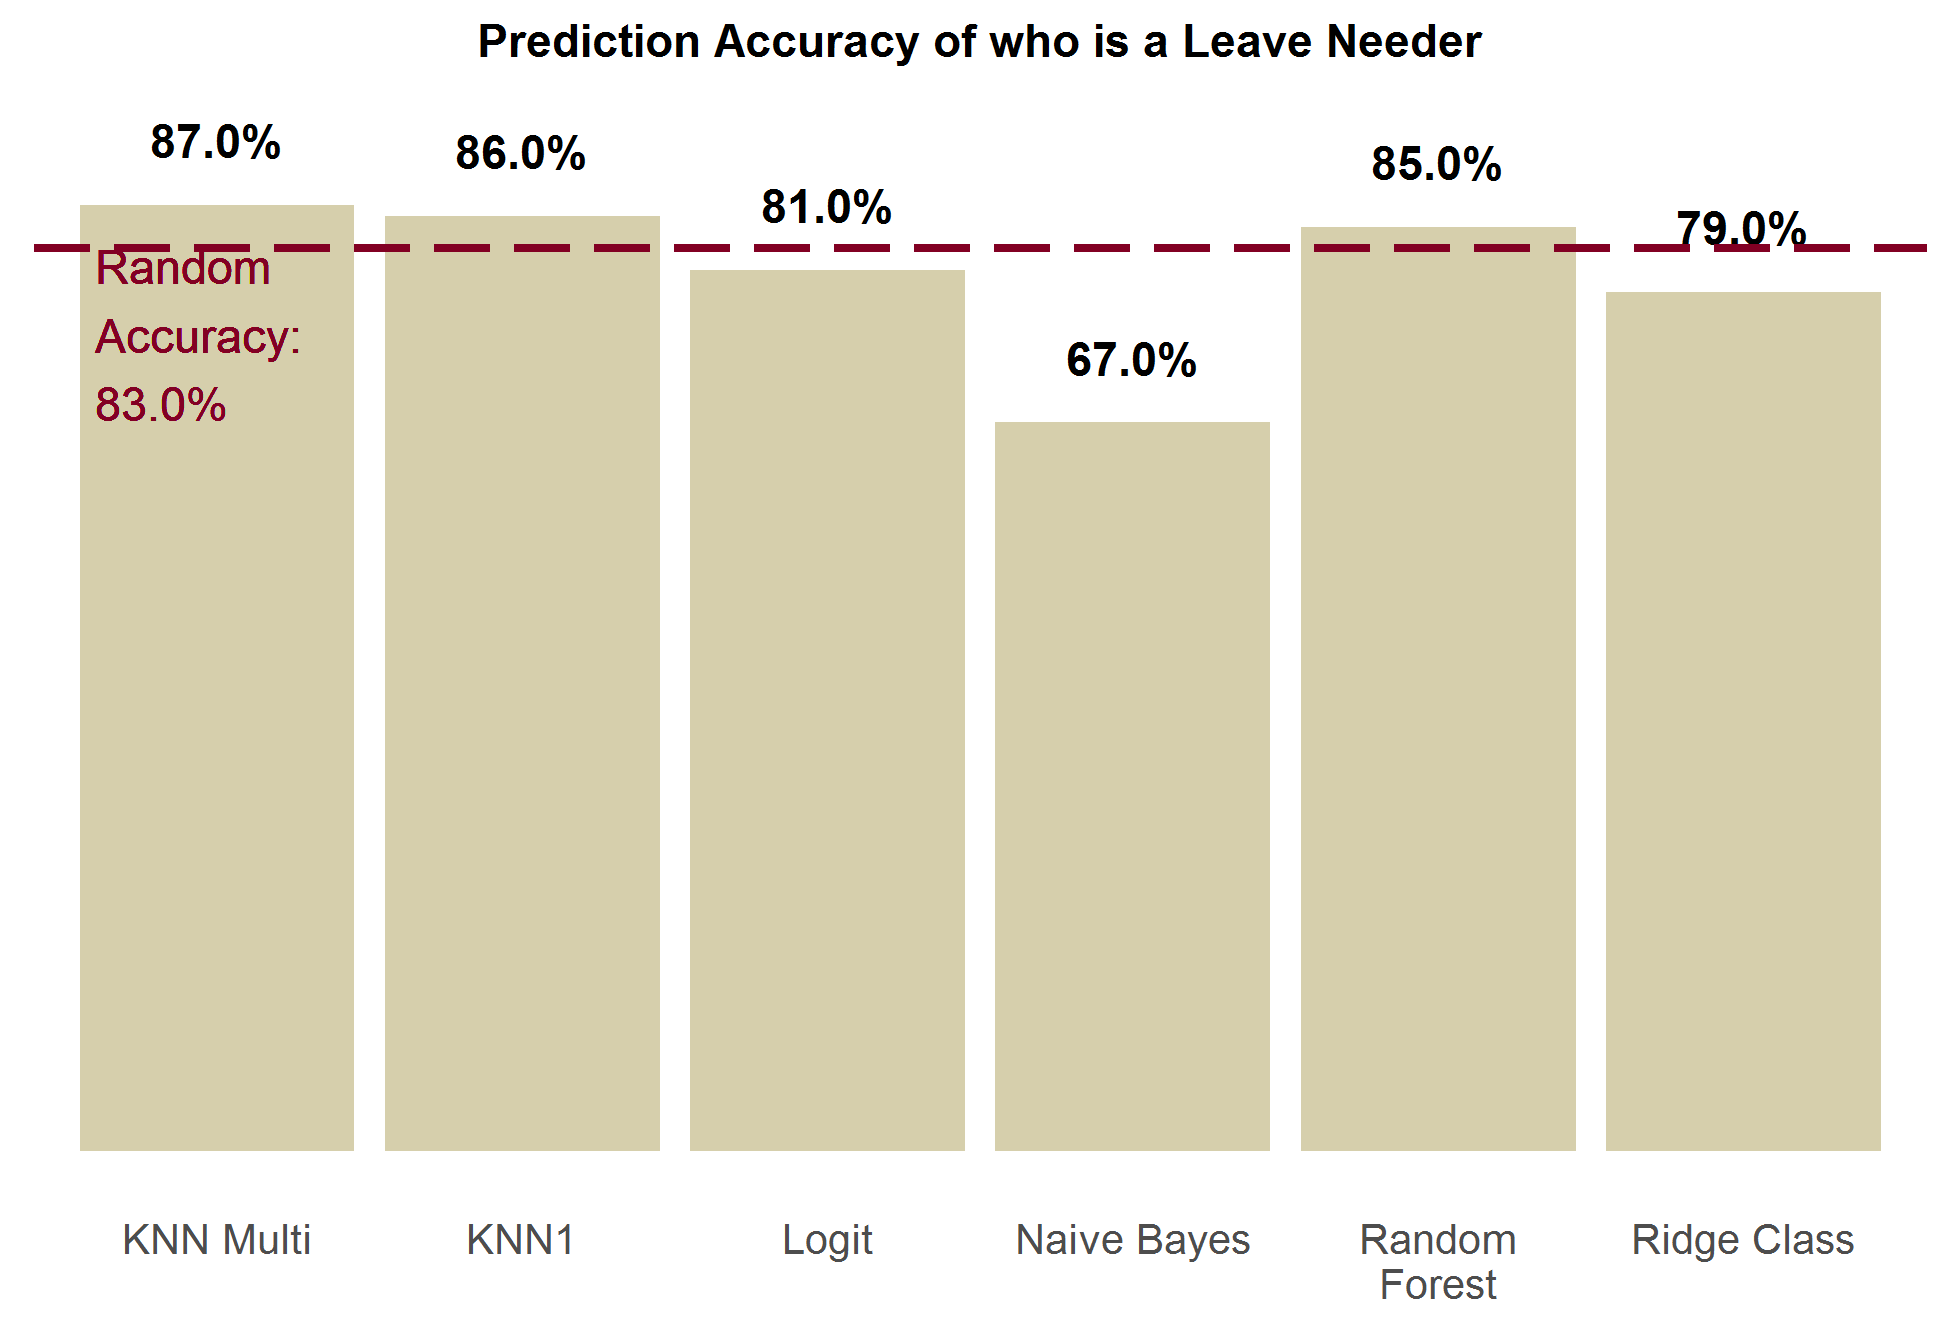 Prediction Accuracy of who is a Leave Needer
87.0%
86.0%
81.0%
67.0%
85.0%
79.0%
Random
Accuracy:
83.0%
KNN Multi
KNN1
Logit
Naive Bayes
Random
Forest
Ridge Class